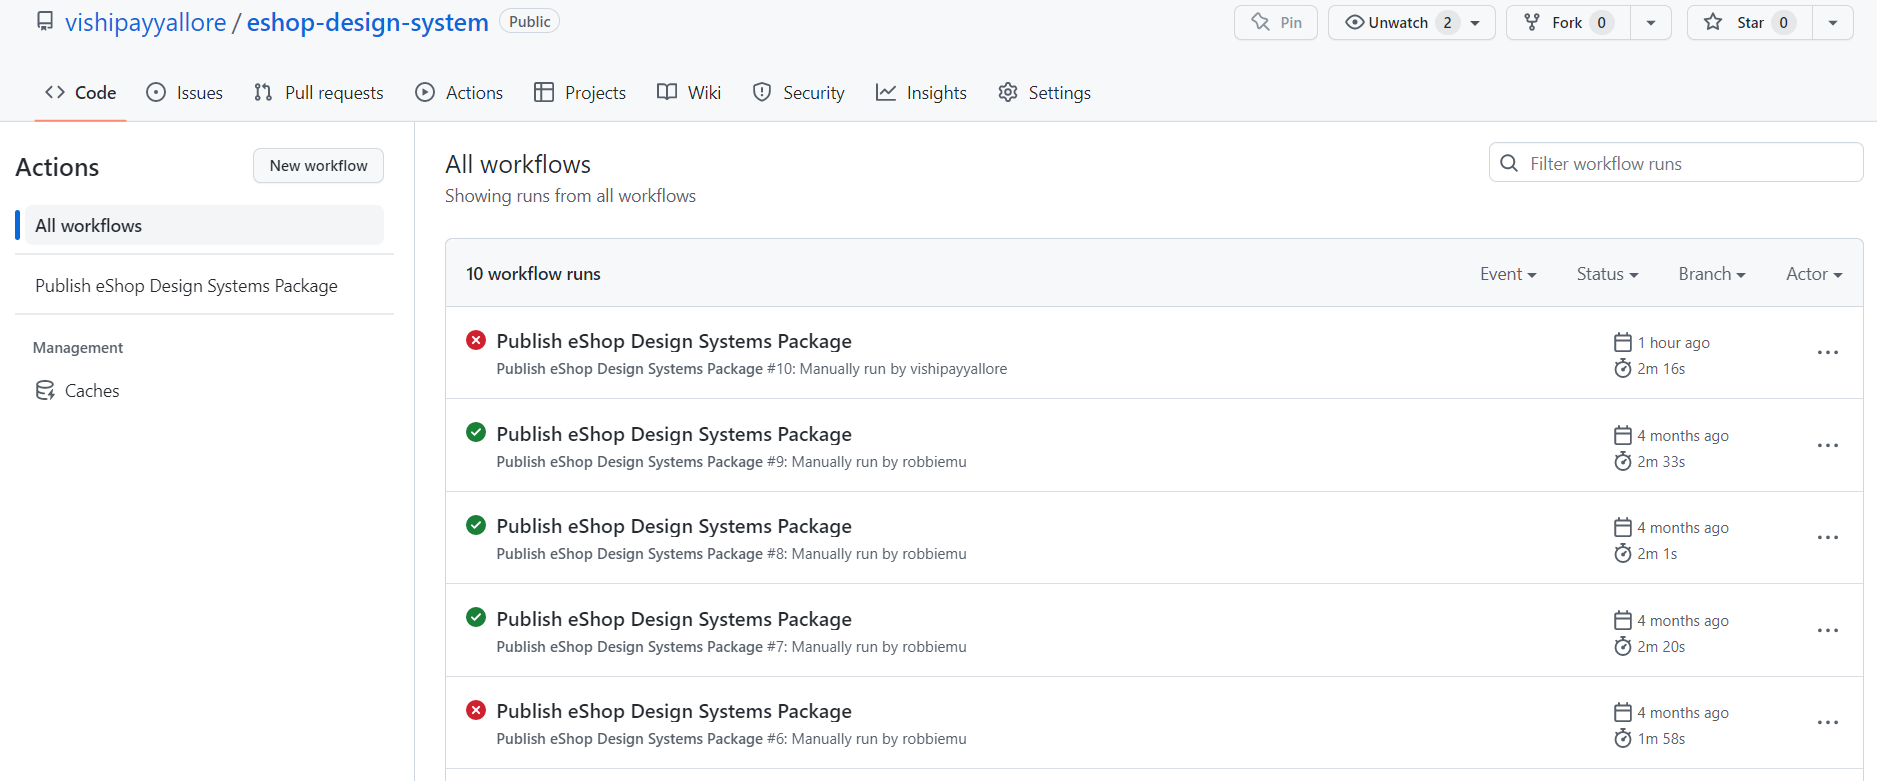 vishipayyallore / eshop-design-system Public
Pin Unwatch 2 Fork 0 Star 0
Code Issues Pull requests Actions Projects Wiki Security Insights Settings
Actions New workflow
All workflows
Publish eShop Design Systems Package
Management
Caches
All workflows
Showing runs from all workflows
Filter workflow runs
10 workflow runs Event Status Branch Actor
Publish eShop Design Systems Package
Publish eShop Design Systems Package #10: Manually run by vishipayyallore
1 hour ago
2m 16s
Publish eShop Design Systems Package
Publish eShop Design Systems Package #9: Manually run by robbiemu
4 months ago
2m 33s
Publish eShop Design Systems Package
Publish eShop Design Systems Package #8: Manually run by robbiemu
4 months ago
2m 1s
Publish eShop Design Systems Package
Publish eShop Design Systems Package #7: Manually run by robbiemu
4 months ago
2m 20s
Publish eShop Design Systems Package
Publish eShop Design Systems Package #6: Manually run by robbiemu
4 months ago
1m 58s